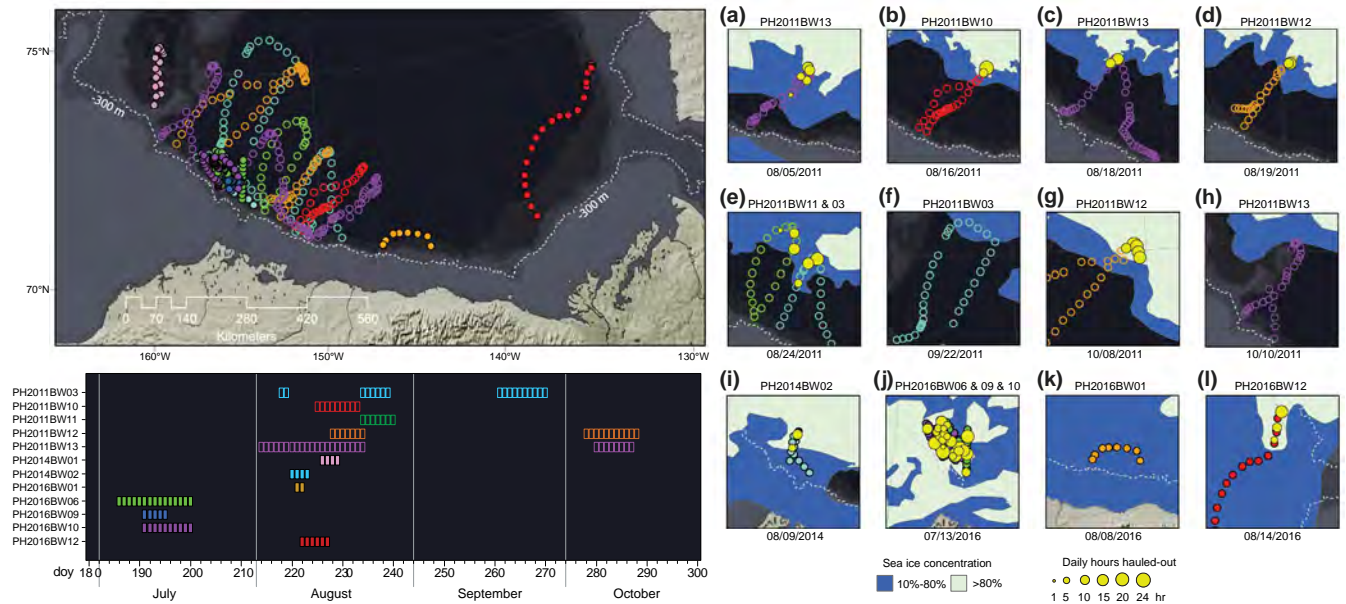 75°N
70°N
-300 m
-300 m
0 70 140 280 420 560
Kilometers
160°W 150°W 140°W 130°W
PH2011BW03
PH2011BW10
PH2011BW11
PH2011BW12
PH2011BW13
PH2014BW01
PH2014BW02
PH2016BW01
PH2016BW06
PH2016BW09
PH2016BW10
PH2016BW12
doy 180 190 200 210 220 230 240 250 260 270 280 290 300
July August September October
(a) PH2011BW13
08/05/2011
(b) PH2011BW10
08/16/2011
(c) PH2011BW13
08/18/2011
(d) PH2011BW12
08/19/2011
(e) PH2011BW11 & 03
08/24/2011
(f) PH2011BW03
09/22/2011
(g) PH2011BW12
10/08/2011
(h) PH2011BW13
10/10/2011
(i) PH2014BW02
08/09/2014
(j) PH2016BW06 & 09 & 10
07/13/2016
(k) PH2016BW01
08/08/2016
(l) PH2016BW12
08/14/2016
Sea ice concentration
10%-80% >80%
Daily hours hauled-out
1 5 10 15 20 24 hr